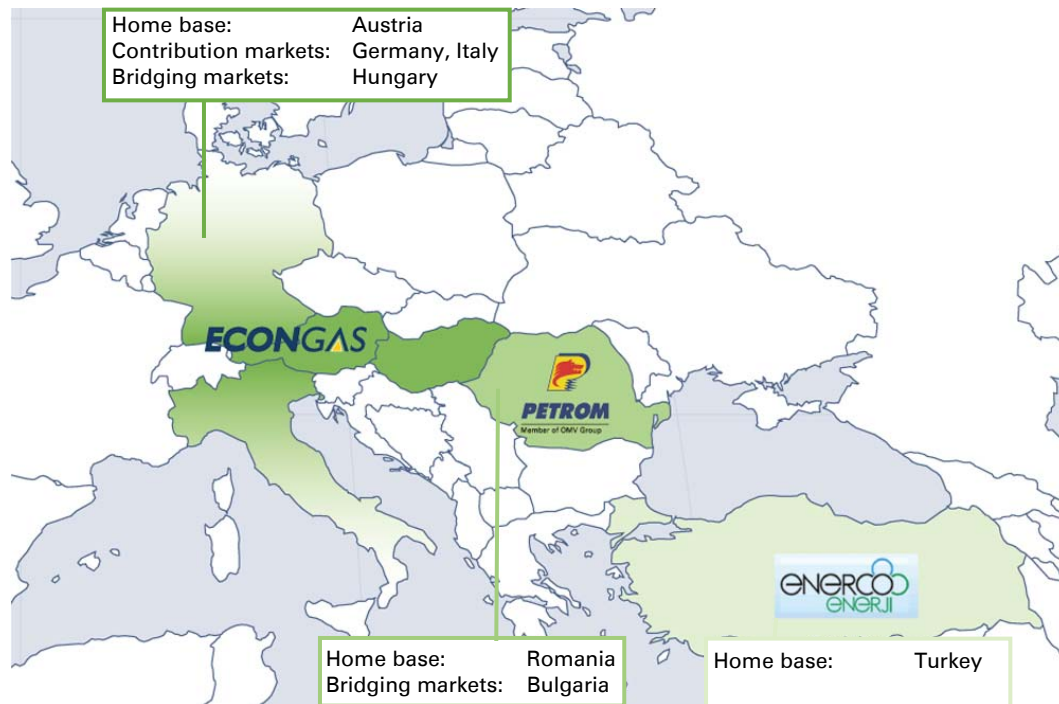 Home base: Austria
Contribution markets: Germany, Italy
Bridging markets: Hungary
ECONGAS
PETROM
Member of OMV Group
enercoo
enerji
Home base: Romania
Bridging markets: Bulgaria
Home base: Turkey